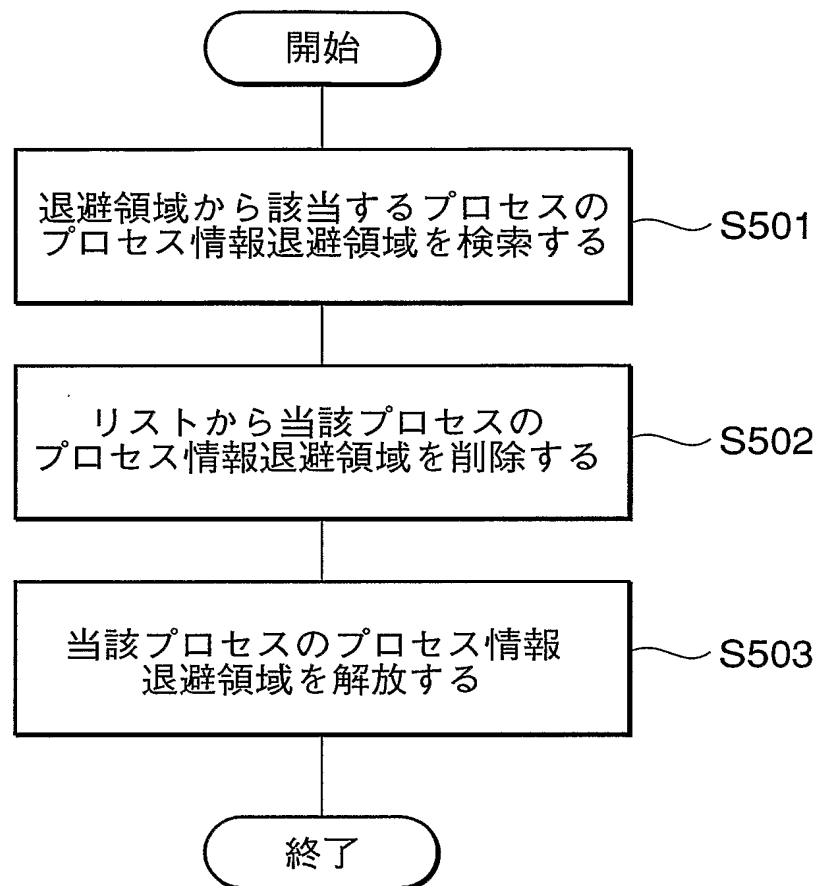 開始
退避領域から該当するプロセスの
プロセス情報退避領域を検索する
S501
リストから当該プロセスの
プロセス情報退避領域を削除する
S502
当該プロセスのプロセス情報
退避領域を解放する
S503
終了